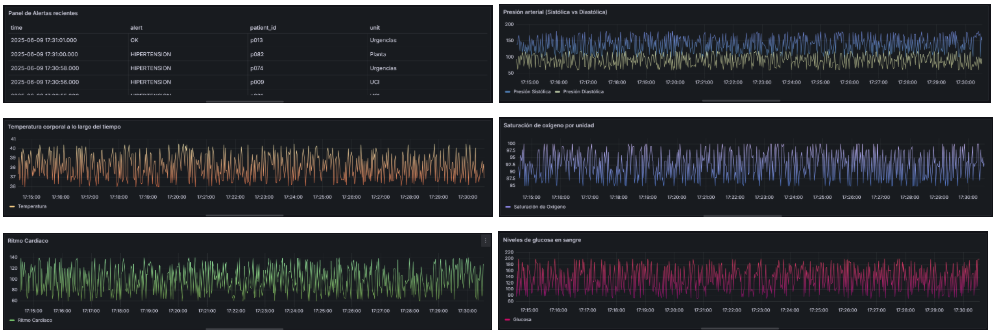 Panel de Alertas recientes
time alert patient_id unit
2025-06-09 17:31:01.000 OK p013 Urgencias
2025-06-09 17:31:00.000 HIPERTENSION p082 Planta
2025-06-09 17:30:58.000 HIPERTENSION p074 Urgencias
2025-06-09 17:30:56.000 HIPERTENSION p009 UCI
HIPERTENSION
Presión arterial (Sistólica vs Diastólica)
200
150
100
50
17:15:00 17:16:00 17:17:00 17:18:00 17:19:00 17:20:00 17:21:00 17:22:00 17:23:00 17:24:00 17:25:00 17:26:00 17:27:00 17:28:00 17:29:00 17:30:00
Presión Sistólica Presión Diastólica
Temperatura corporal a lo largo del tiempo
41
40
39
38
37
36
35
17:15:00 17:16:00 17:17:00 17:18:00 17:19:00 17:20:00 17:21:00 17:22:00 17:23:00 17:24:00 17:25:00 17:26:00 17:27:00 17:28:00 17:29:00 17:30:00
Temperatura
Saturación de oxígeno por unidad
100
97.5
95
92.5
90
87.5
85
17:15:00 17:16:00 17:17:00 17:18:00 17:19:00 17:20:00 17:21:00 17:22:00 17:23:00 17:24:00 17:25:00 17:26:00 17:27:00 17:28:00 17:29:00 17:30:00
Saturación de Oxígeno
Ritmo Cardíaco
140
120
100
80
60
17:15:00 17:16:00 17:17:00 17:18:00 17:19:00 17:20:00 17:21:00 17:22:00 17:23:00 17:24:00 17:25:00 17:26:00 17:27:00 17:28:00 17:29:00 17:30:00
Ritmo Cardíaco
Niveles de glucosa en sangre
220
200
180
160
140
120
100
80
60
17:15:00 17:16:00 17:17:00 17:18:00 17:19:00 17:20:00 17:21:00 17:22:00 17:23:00 17:24:00 17:25:00 17:26:00 17:27:00 17:28:00 17:29:00 17:30:00
Glucosa